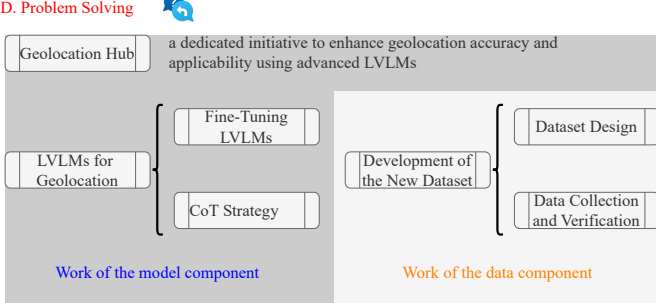 D. Problem Solving
Geolocation Hub
a dedicated initiative to enhance geolocation accuracy and
applicability using advanced LVLMs
LVLMs for
Geolocation
Fine-Tuning
LVLMs
CoT Strategy
Work of the model component
Development of
the New Dataset
Dataset Design
Data Collection
and Verification
Work of the data component